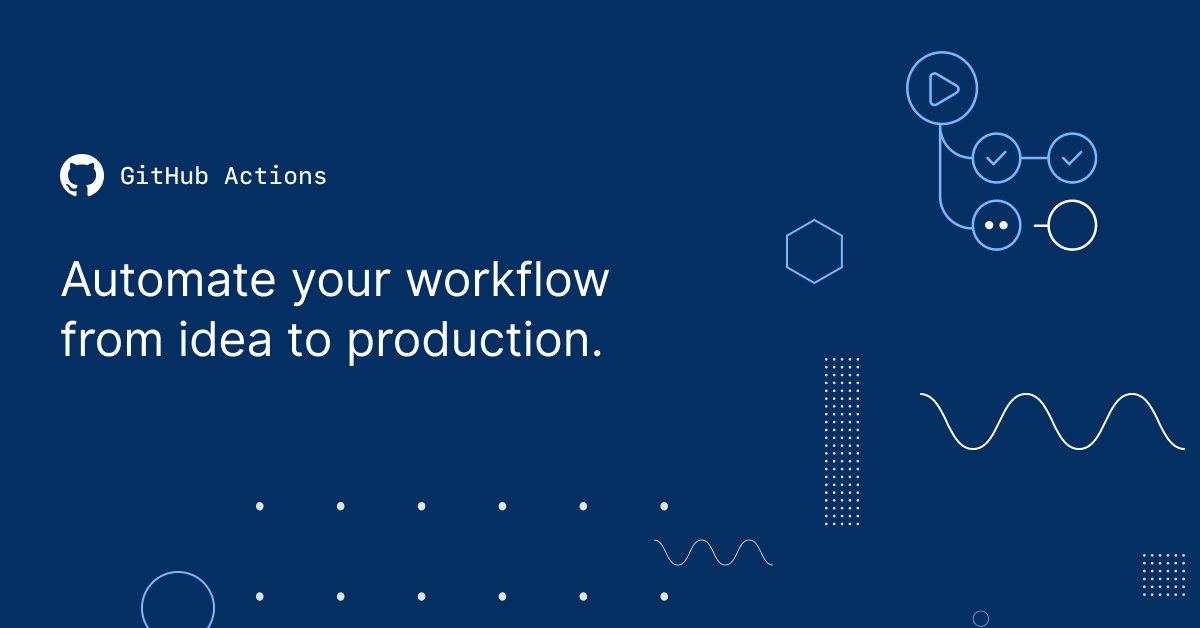 GitHub Actions
Automate your workflow
from idea to production.